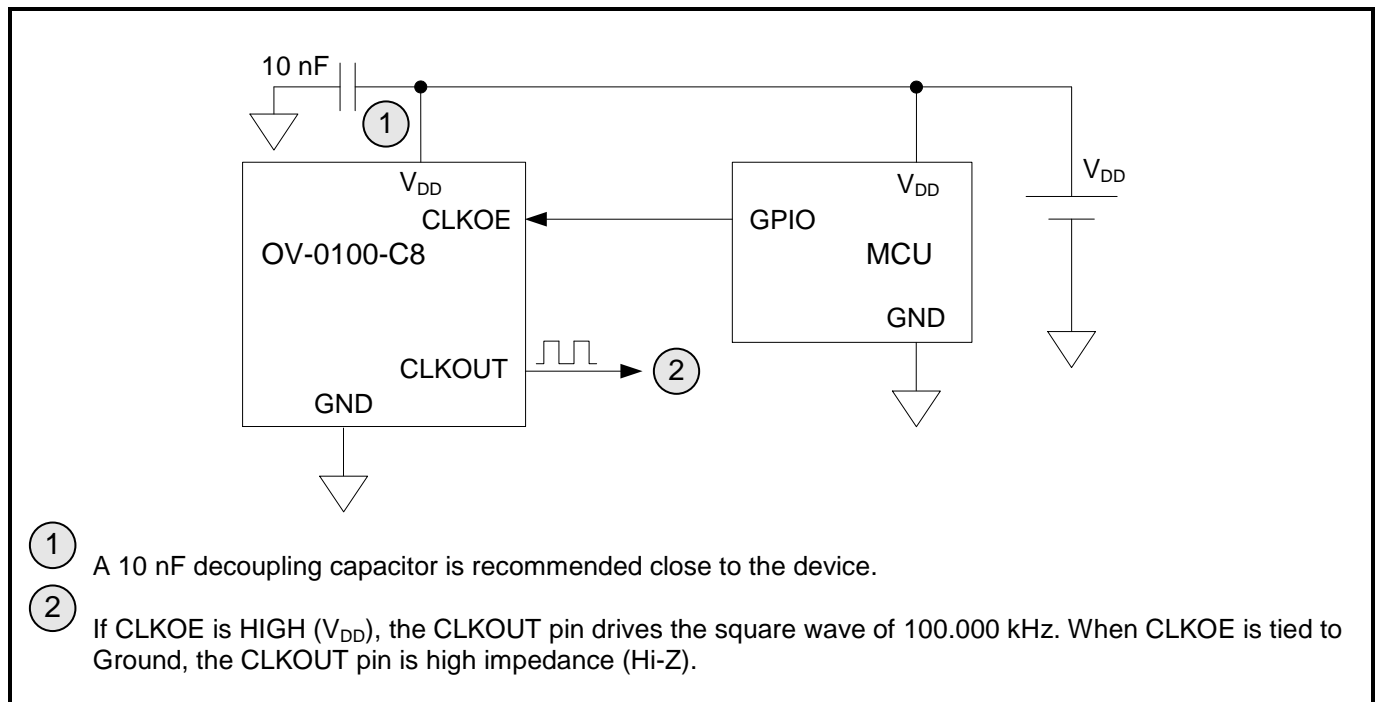 10 nF
1
V_DD
V_DD
V_DD
CLKOE
GPIO
OV-0100-C8
MCU
GND
CLKOUT
2
GND
1
A 10 nF decoupling capacitor is recommended close to the device.
2
If CLKOE is HIGH (V_DD), the CLKOUT pin drives the square wave of 100.000 kHz. When CLKOE is tied to
Ground, the CLKOUT pin is high impedance (Hi-Z).